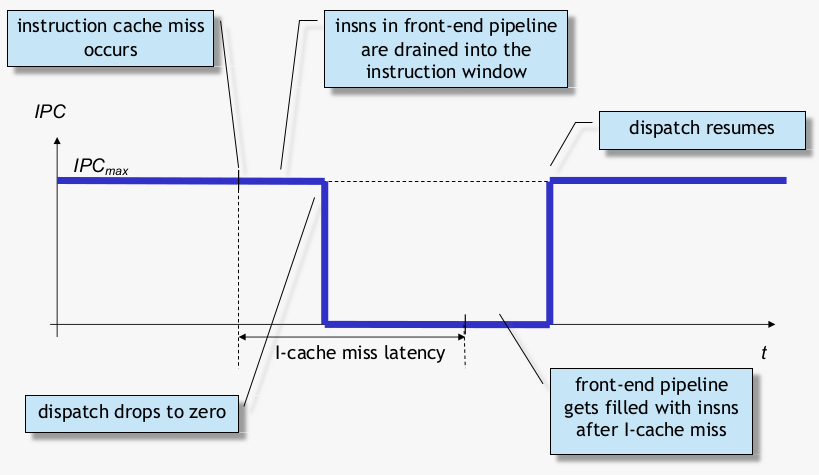 instruction cache miss
occurs
insns in front-end pipeline
are drained into the
instruction window
IPC
dispatch resumes
IPCmax
I-cache miss latency
t
dispatch drops to zero
front-end pipeline
gets filled with insns
after I-cache miss